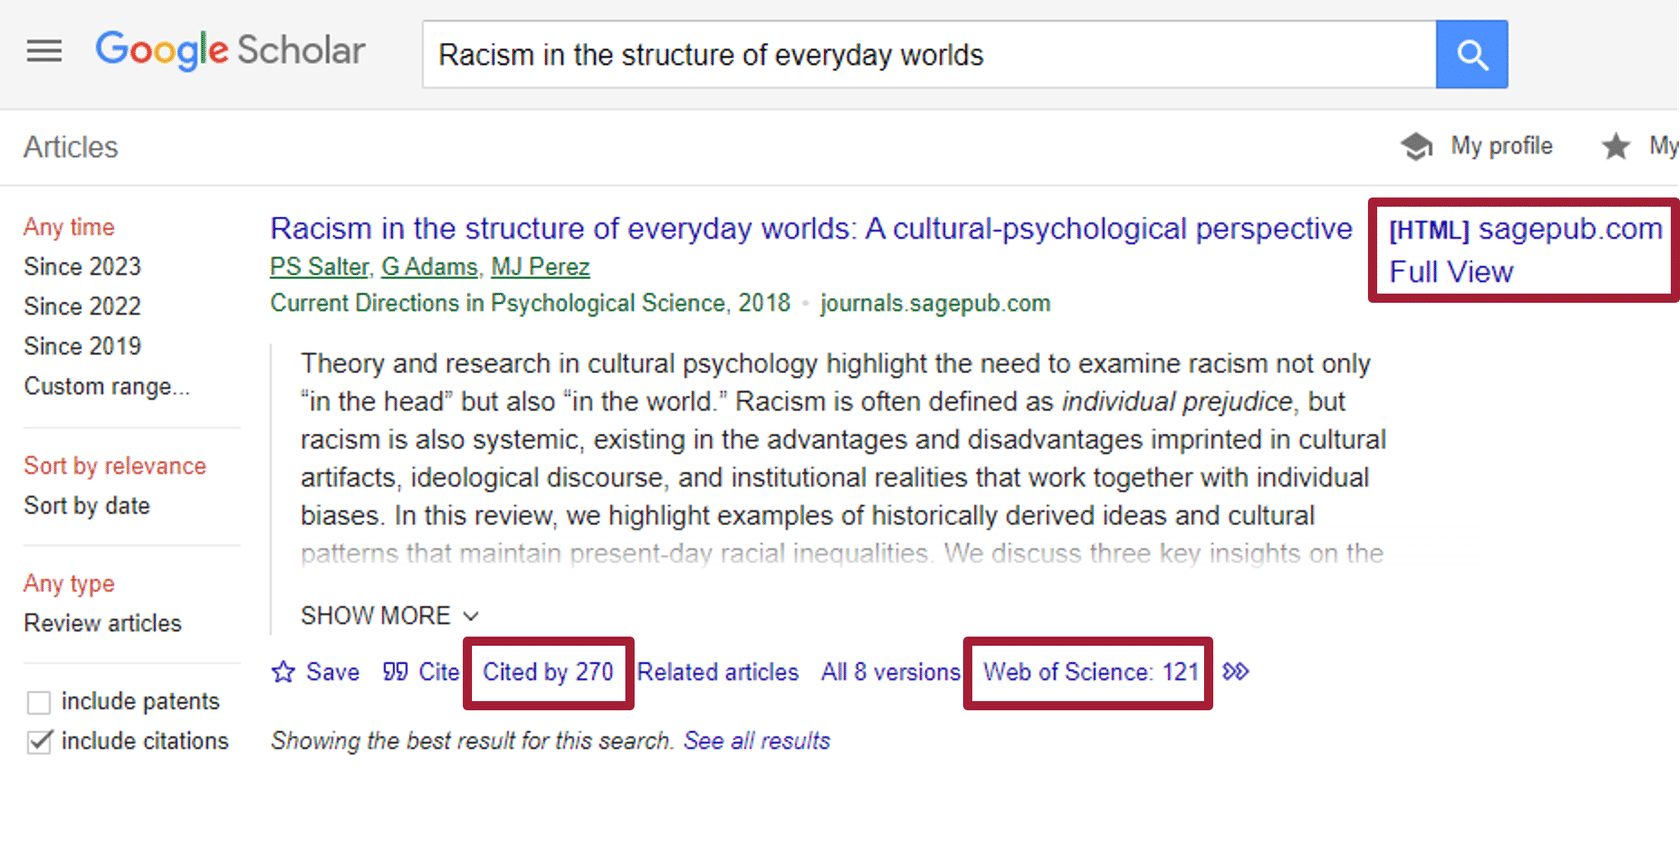 Google Scholar
Racism in the structure of everyday worlds
Articles
My profile
My
Any time
Since 2023
Since 2022
Since 2019
Custom range...
Sort by relevance
Sort by date
Any type
Review articles
include patents
include citations
Racism in the structure of everyday worlds: A cultural-psychological perspective
PS Salter, G Adams, MJ Perez
Current Directions in Psychological Science, 2018 • journals.sagepub.com
[HTML] sagepub.com
Full View
Theory and research in cultural psychology highlight the need to examine racism not only
“in the head” but also “in the world.” Racism is often defined as individual prejudice, but
racism is also systemic, existing in the advantages and disadvantages imprinted in cultural
artifacts, ideological discourse, and institutional realities that work together with individual
biases. In this review, we highlight examples of historically derived ideas and cultural
patterns that maintain present-day racial inequalities. We discuss three key insights on the
SHOW MORE
Save Cite Cited by 270 Related articles All 8 versions Web of Science: 121
Showing the best result for this search. See all results